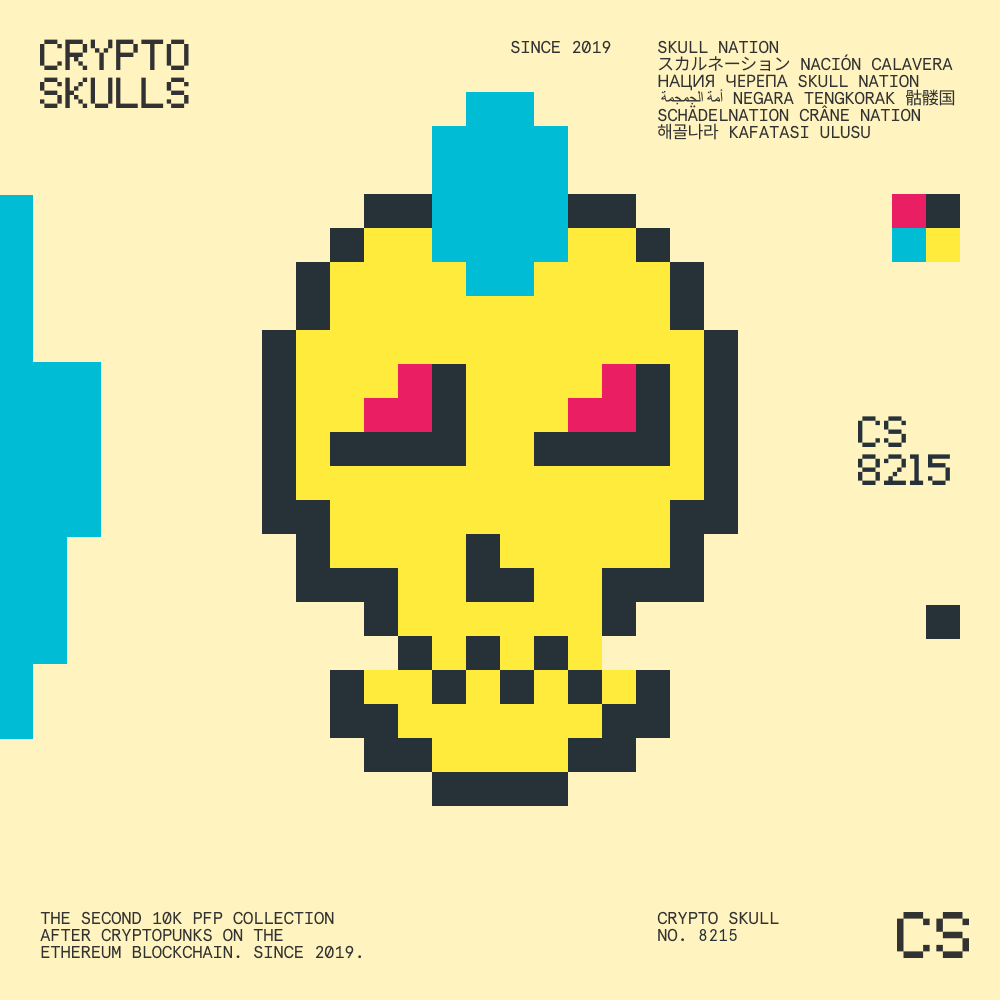 CRYPTO
SKULLS
SINCE 2019
SKULL NATION
スカルネーション NACIÓN CALAVERA
НАЦИЯ ЧЕРЕПА SKULL NATION
أمة الجمجمة NEGARA TENGKORAK 骷髅国
SCHÄDELNATION CRÂNE NATION
해골나라 KAFATASI ULUSU
CS
8215
THE SECOND 10K PFP COLLECTION
AFTER CRYPTOPUNKS ON THE
ETHEREUM BLOCKCHAIN. SINCE 2019.
CRYPTO SKULL
NO. 8215
CS